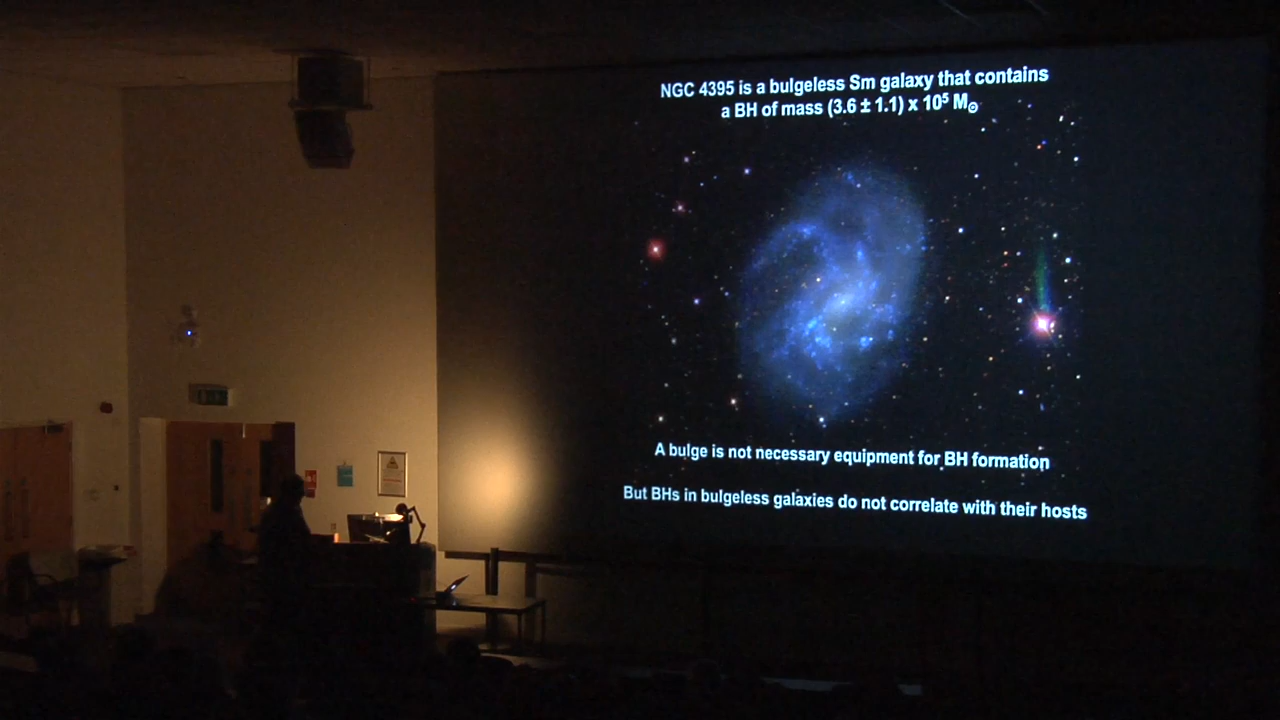 NGC 4395 is a bulgeless Sm galaxy that contains
a BH of mass (3.6 ± 1.1) x 10⁵ M☉
A bulge is not necessary equipment for BH formation
But BHs in bulgeless galaxies do not correlate with their hosts